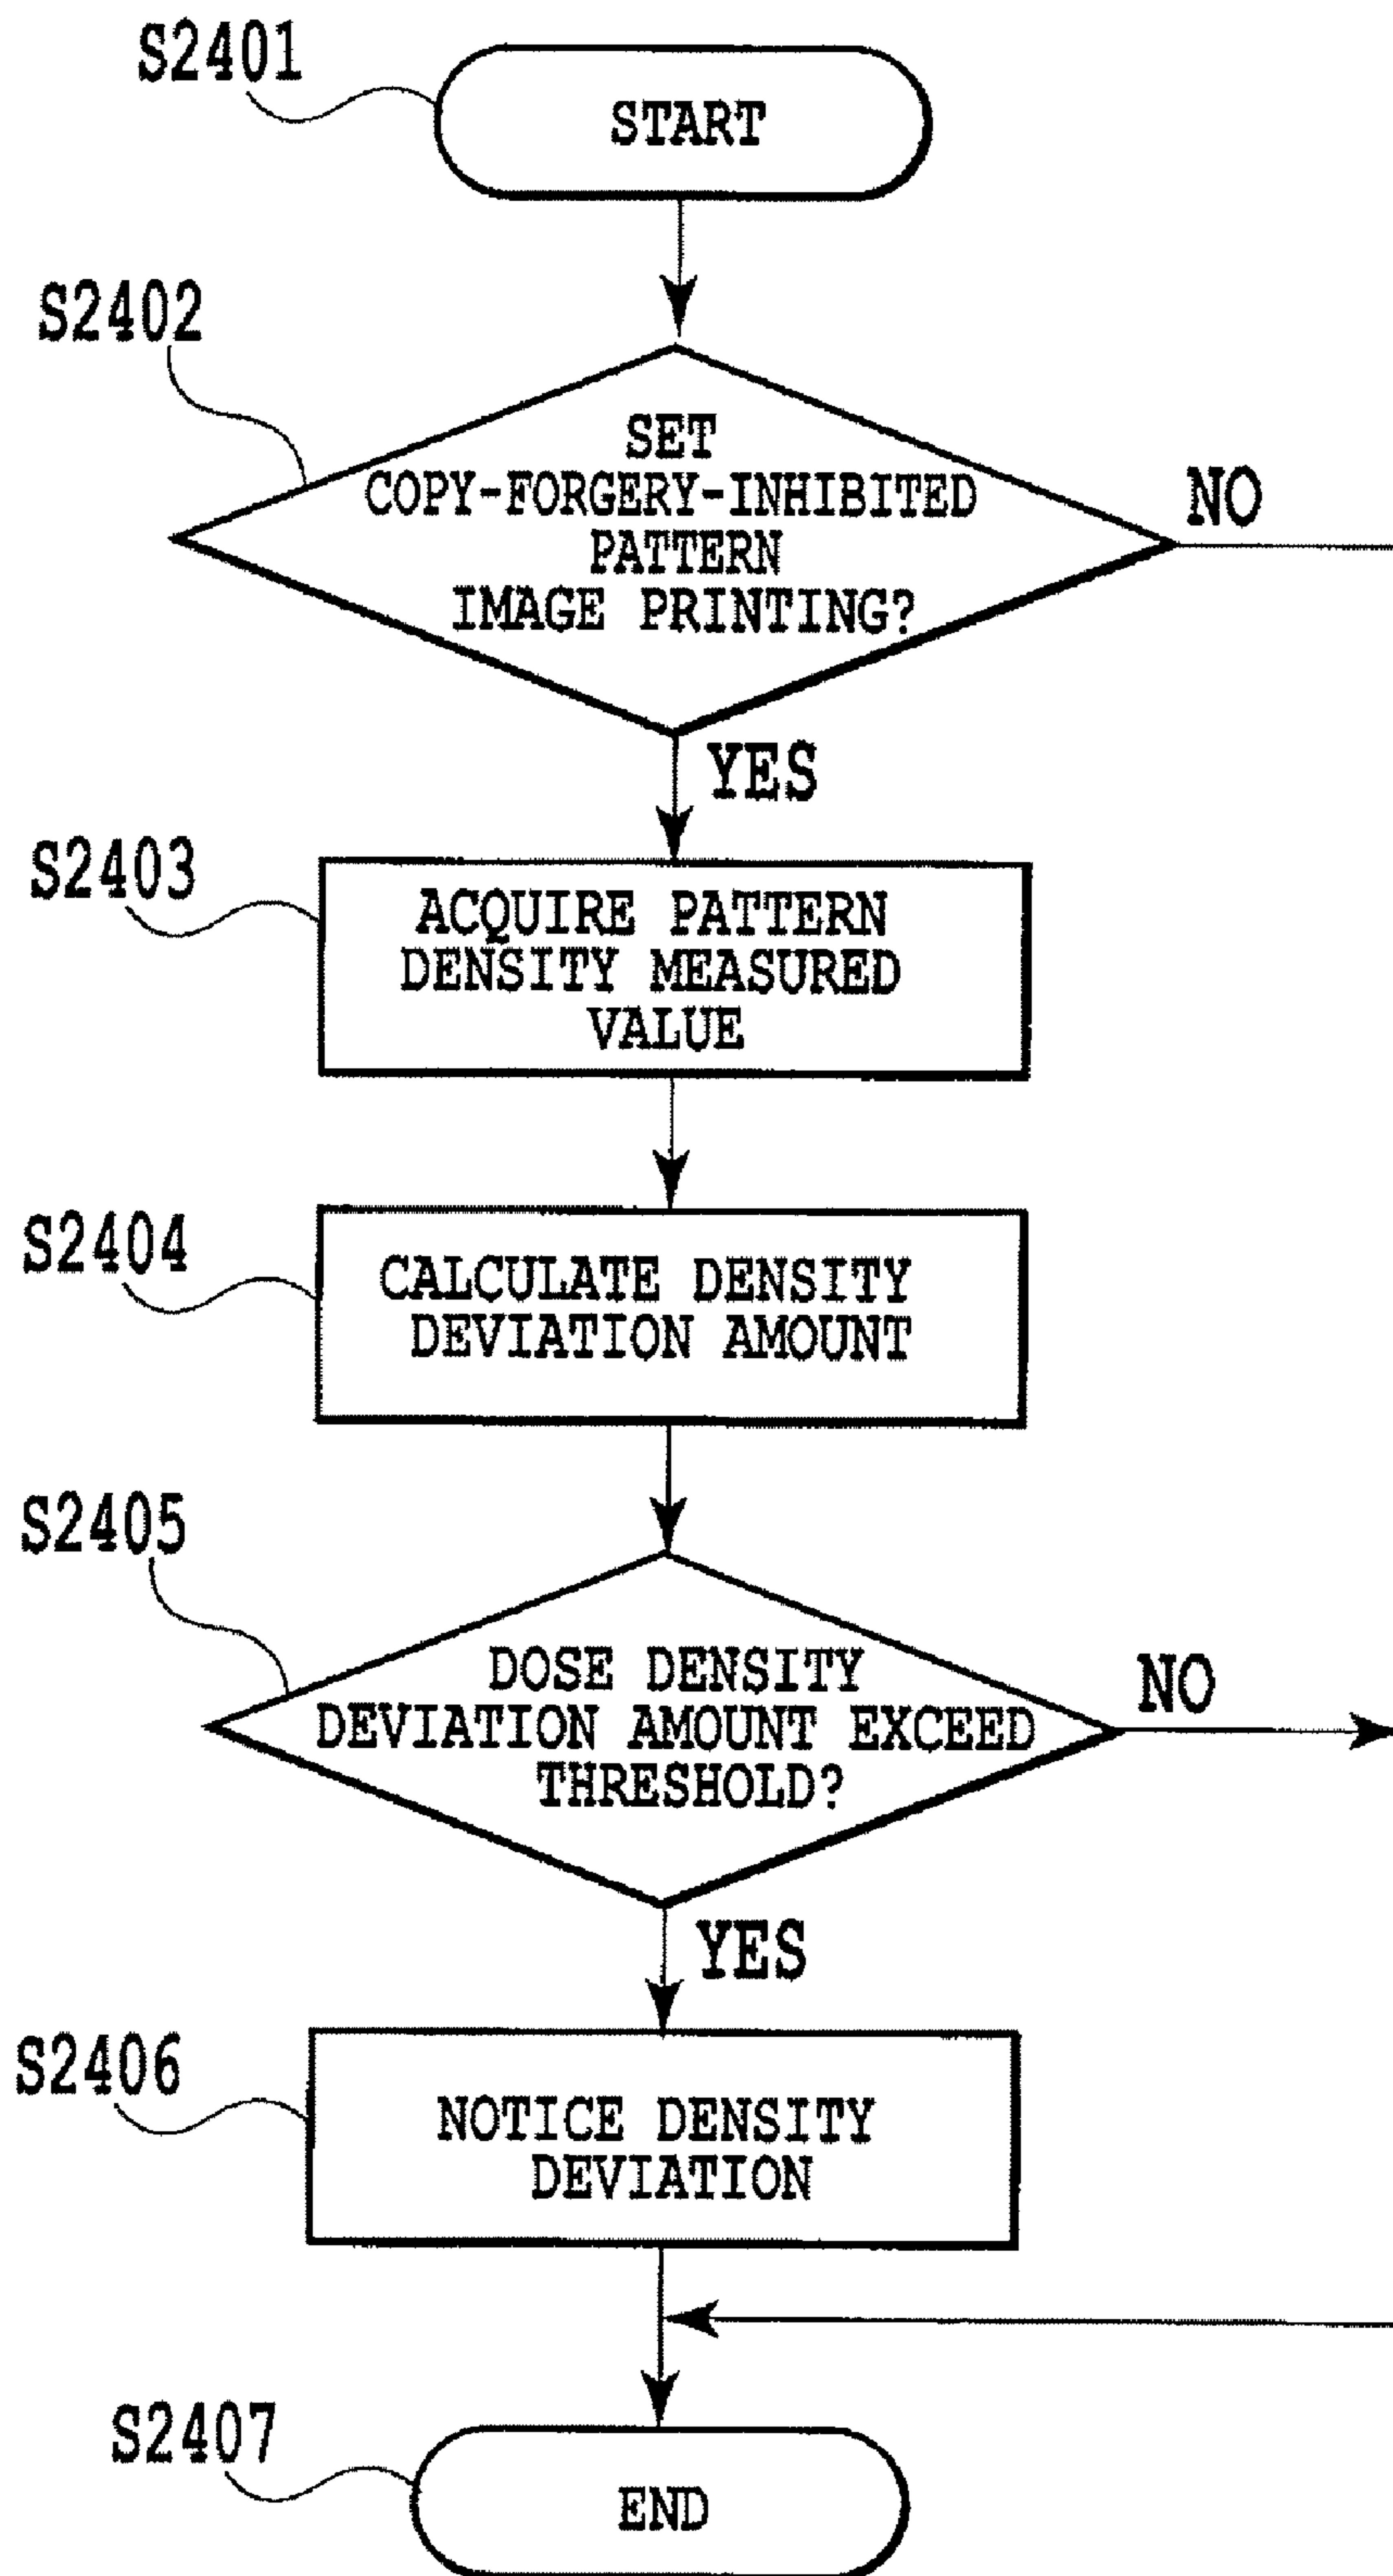 S2401
START
S2402
SET
COPY-FORGERY-INHIBITED
PATTERN
IMAGE PRINTING?
NO
YES
S2403
ACQUIRE PATTERN
DENSITY MEASURED
VALUE
S2404
CALCULATE DENSITY
DEVIATION AMOUNT
S2405
DOSE DENSITY
DEVIATION AMOUNT EXCEED
THRESHOLD?
NO
YES
S2406
NOTICE DENSITY
DEVIATION
S2407
END